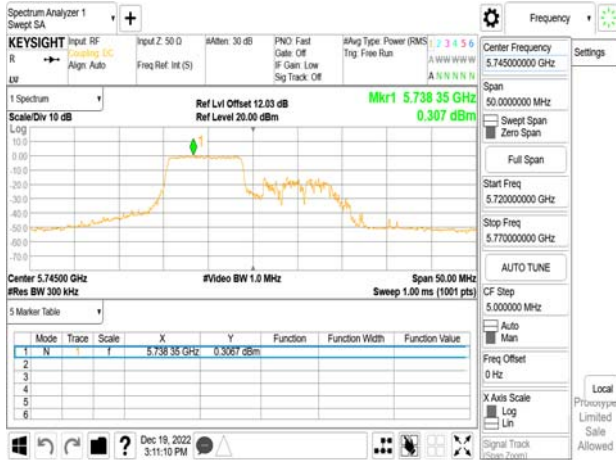 Spectrum Analyzer 1
Swept SA
Frequency
KEYSIGHT
R
LXI
Input: RF
Coupling: DC
Align: Auto
Input Z: 50 Ω
Freq Ref: Int (S)
#Atten: 30 dB
PNO: Fast
Gate: Off
IF Gain: Low
Sig Track: Off
#Avg Type: Power (RMS)
Trig: Free Run
1 2 3 4 5 6
A WWWWW
A N N N N N
1 Spectrum
Scale/Div 10 dB
Ref Lvl Offset 12.03 dB
Ref Level 20.00 dBm
Mkr1 5.738 35 GHz
0.307 dBm
Log
10.0
0.00
-10.0
-20.0
-30.0
-40.0
-50.0
-60.0
-70.0
1
Center 5.74500 GHz
#Res BW 300 kHz
#Video BW 1.0 MHz
Span 50.00 MHz
Sweep 1.00 ms (1001 pts)
5 Marker Table
Mode Trace Scale X Y Function Function Width Function Value
1 N 1 f 5.738 35 GHz 0.3067 dBm
2
3
4
5
6
Dec 19, 2022
3:11:10 PM
Center Frequency
5.745000000 GHz
Settings
Span
50.0000000 MHz
Swept Span
Zero Span
Full Span
Start Freq
5.720000000 GHz
Stop Freq
5.770000000 GHz
AUTO TUNE
CF Step
5.000000 MHz
Auto
Man
Freq Offset
0 Hz
X Axis Scale
Log
Lin
Signal Track
(Span Zoom)
Local
Prototype
Limited
Sale
Allowed